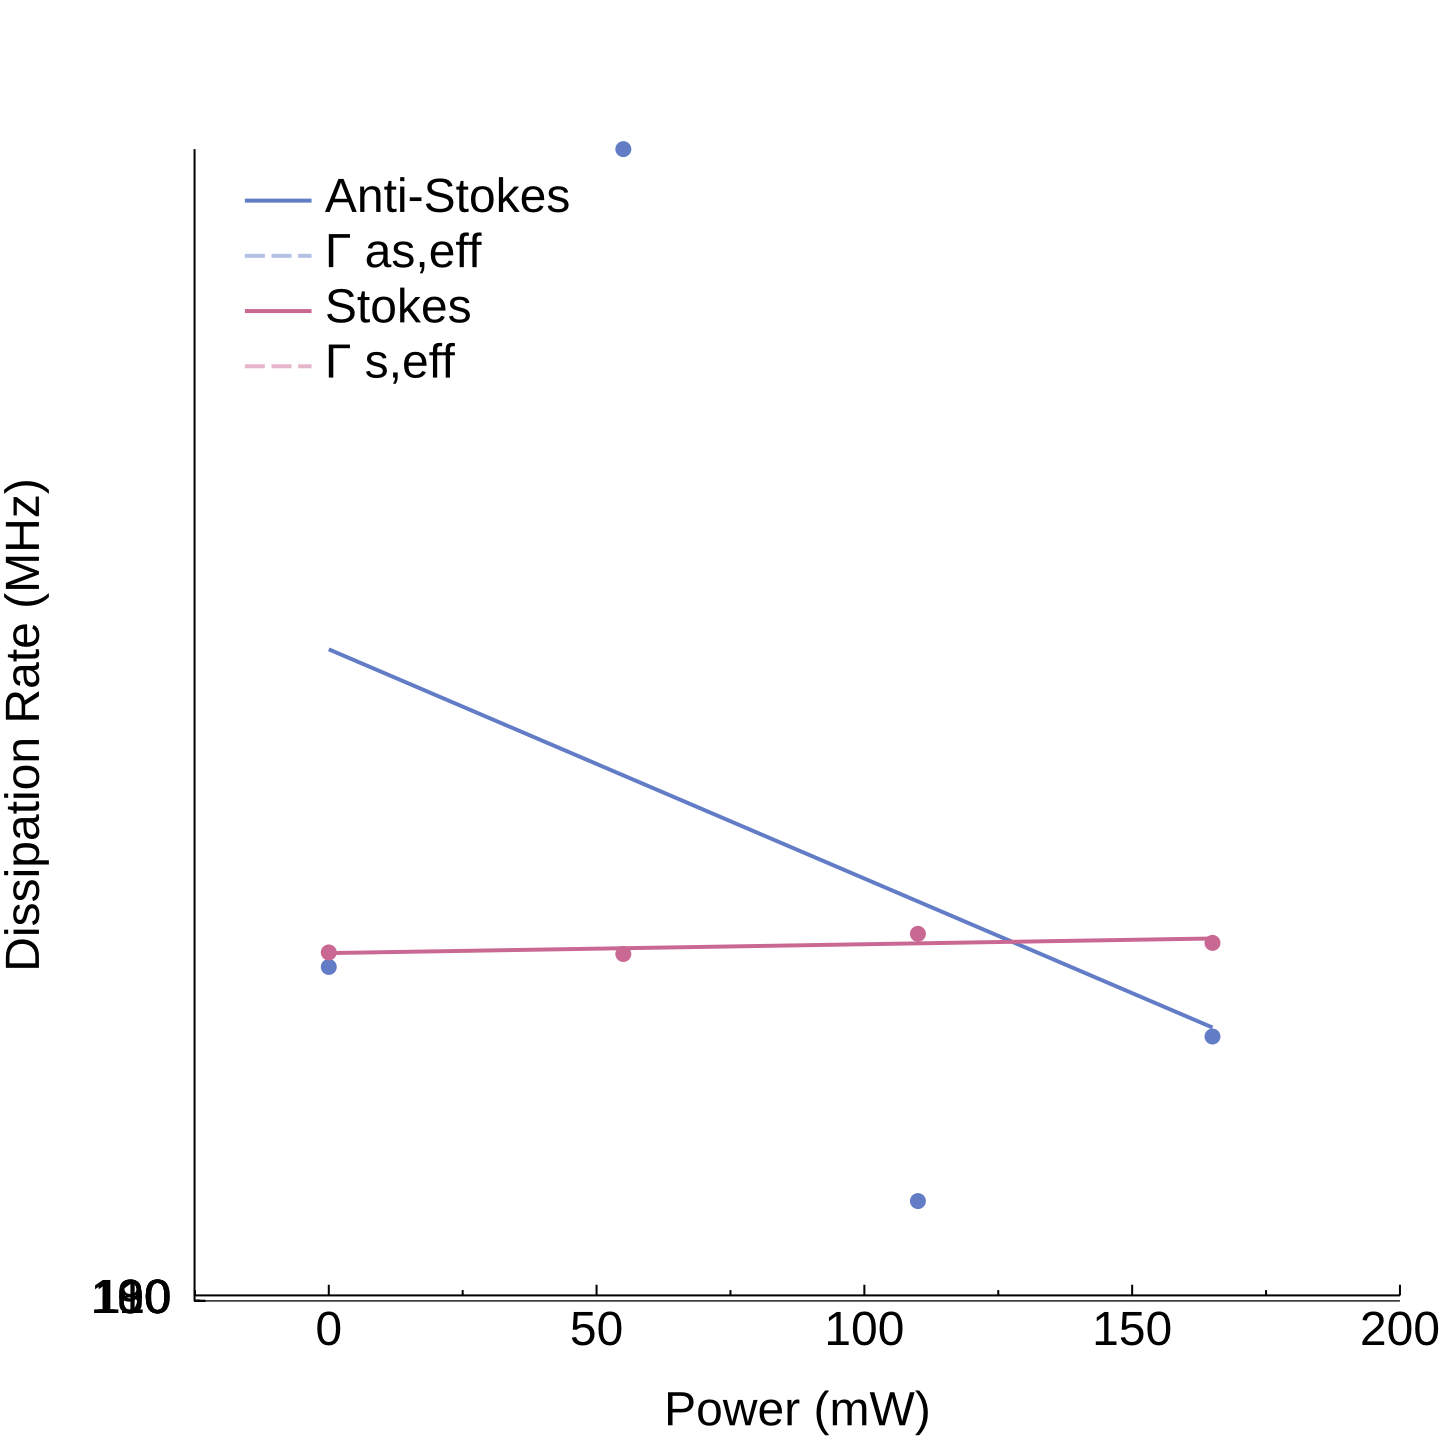 Anti-Stokes
Γ as,eff
Stokes
Γ s,eff
Dissipation Rate (MHz)
0 50 100 150 200
Power (mW)